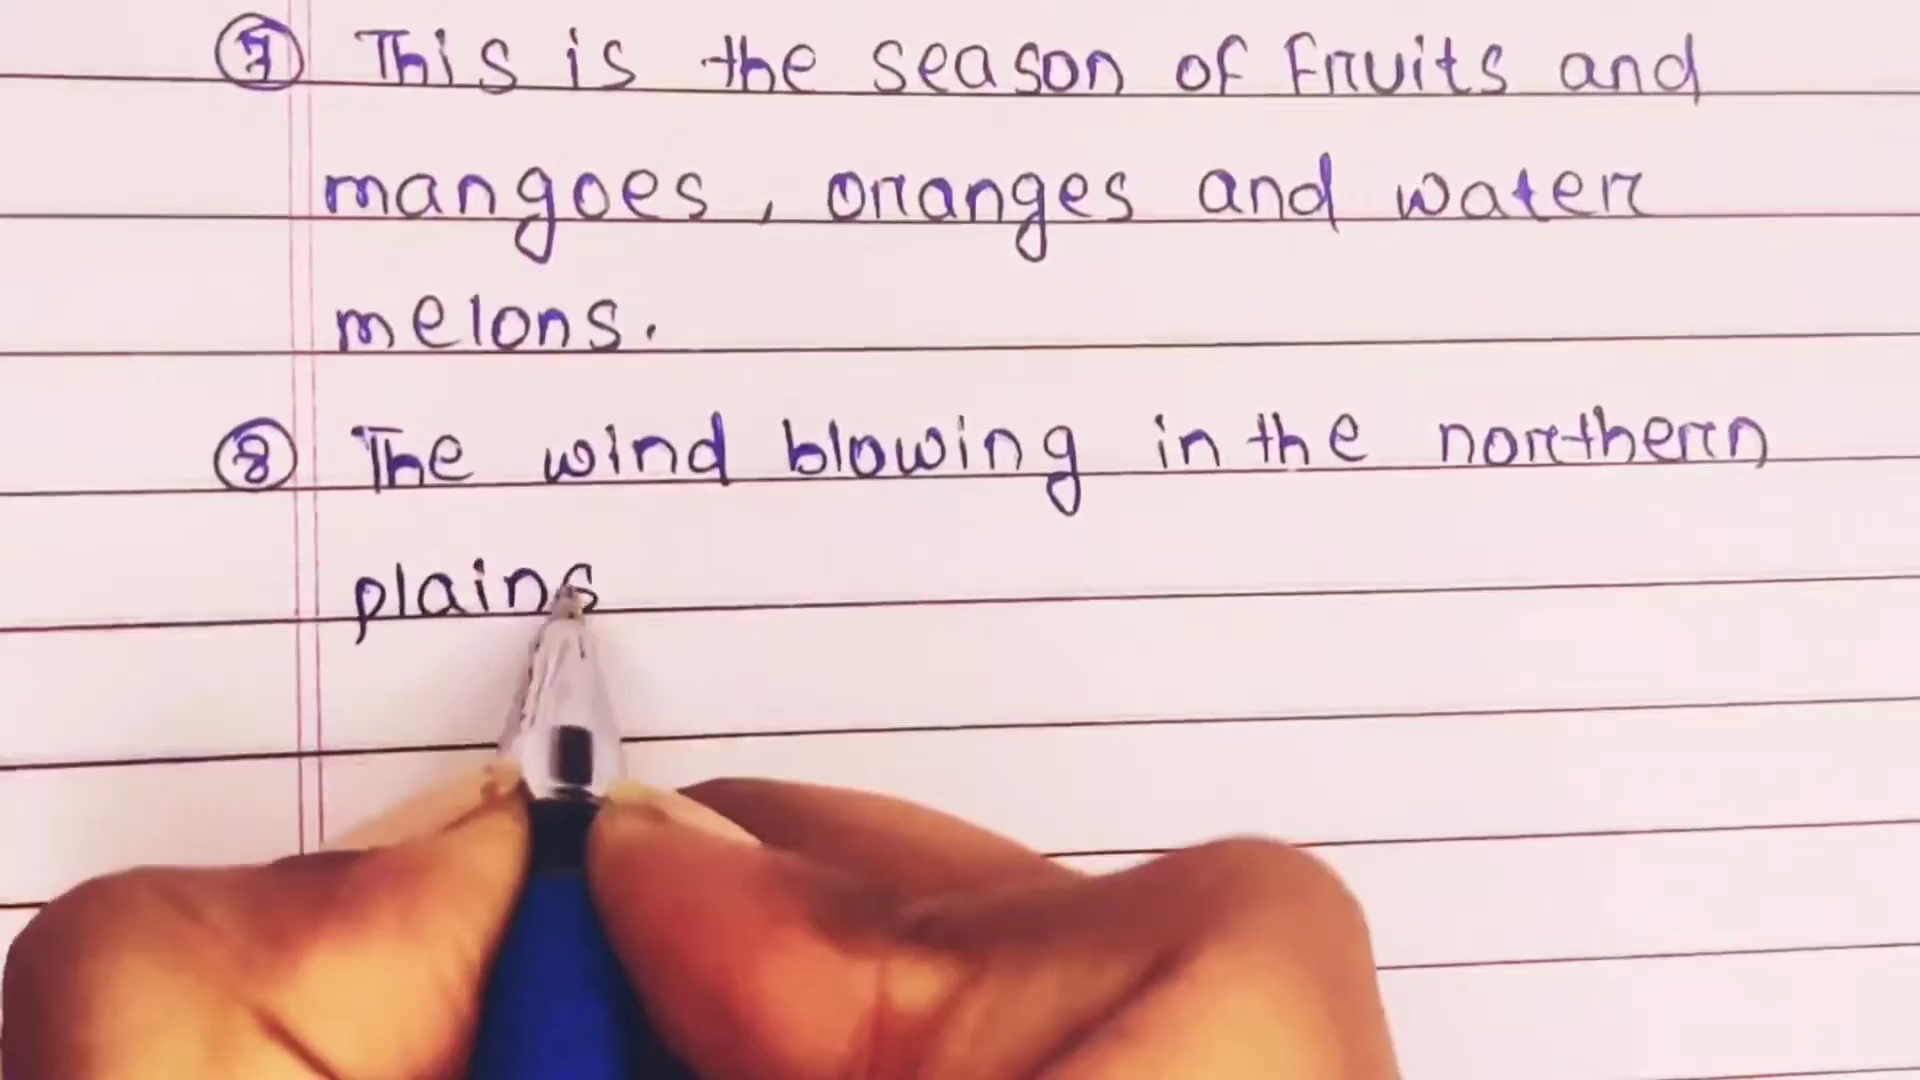 ⑦ This is the season of Fruits and
mangoes, oranges and water
melons.
⑧ The wind blowing in the northern
plains